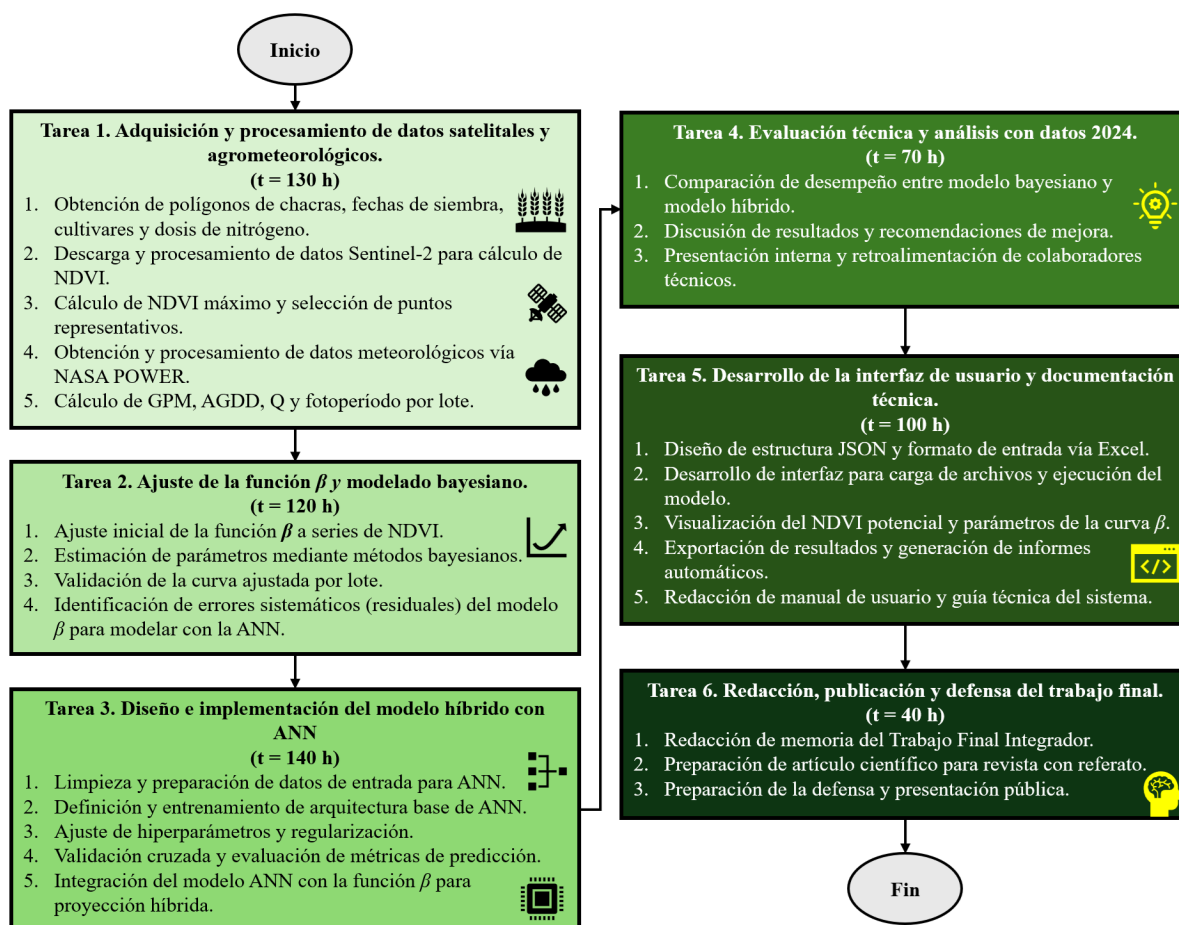 Inicio
Tarea 1. Adquisición y procesamiento de datos satelitales y
agrometeorológicos.
(t = 130 h)
1. Obtención de polígonos de chacras, fechas de siembra,
cultivares y dosis de nitrógeno.
2. Descarga y procesamiento de datos Sentinel-2 para cálculo de
NDVI.
3. Cálculo de NDVI máximo y selección de puntos
representativos.
4. Obtención y procesamiento de datos meteorológicos vía
NASA POWER.
5. Cálculo de GPM, AGDD, Q y fotoperíodo por lote.
Tarea 2. Ajuste de la función β y modelado bayesiano.
(t = 120 h)
1. Ajuste inicial de la función β a series de NDVI.
2. Estimación de parámetros mediante métodos bayesianos.
3. Validación de la curva ajustada por lote.
4. Identificación de errores sistemáticos (residuales) del modelo
β para modelar con la ANN.
Tarea 3. Diseño e implementación del modelo híbrido con
ANN
(t = 140 h)
1. Limpieza y preparación de datos de entrada para ANN.
2. Definición y entrenamiento de arquitectura base de ANN.
3. Ajuste de hiperparámetros y regularización.
4. Validación cruzada y evaluación de métricas de predicción.
5. Integración del modelo ANN con la función β para
proyección híbrida.
Tarea 4. Evaluación técnica y análisis con datos 2024.
(t = 70 h)
1. Comparación de desempeño entre modelo bayesiano y
modelo híbrido.
2. Discusión de resultados y recomendaciones de mejora.
3. Presentación interna y retroalimentación de colaboradores
técnicos.
Tarea 5. Desarrollo de la interfaz de usuario y documentación
técnica.
(t = 100 h)
1. Diseño de estructura JSON y formato de entrada vía Excel.
2. Desarrollo de interfaz para carga de archivos y ejecución del
modelo.
3. Visualización del NDVI potencial y parámetros de la curva β.
4. Exportación de resultados y generación de informes
automáticos.
5. Redacción de manual de usuario y guía técnica del sistema.
</>
Tarea 6. Redacción, publicación y defensa del trabajo final.
(t = 40 h)
1. Redacción de memoria del Trabajo Final Integrador.
2. Preparación de artículo científico para revista con referato.
3. Preparación de la defensa y presentación pública.
Fin